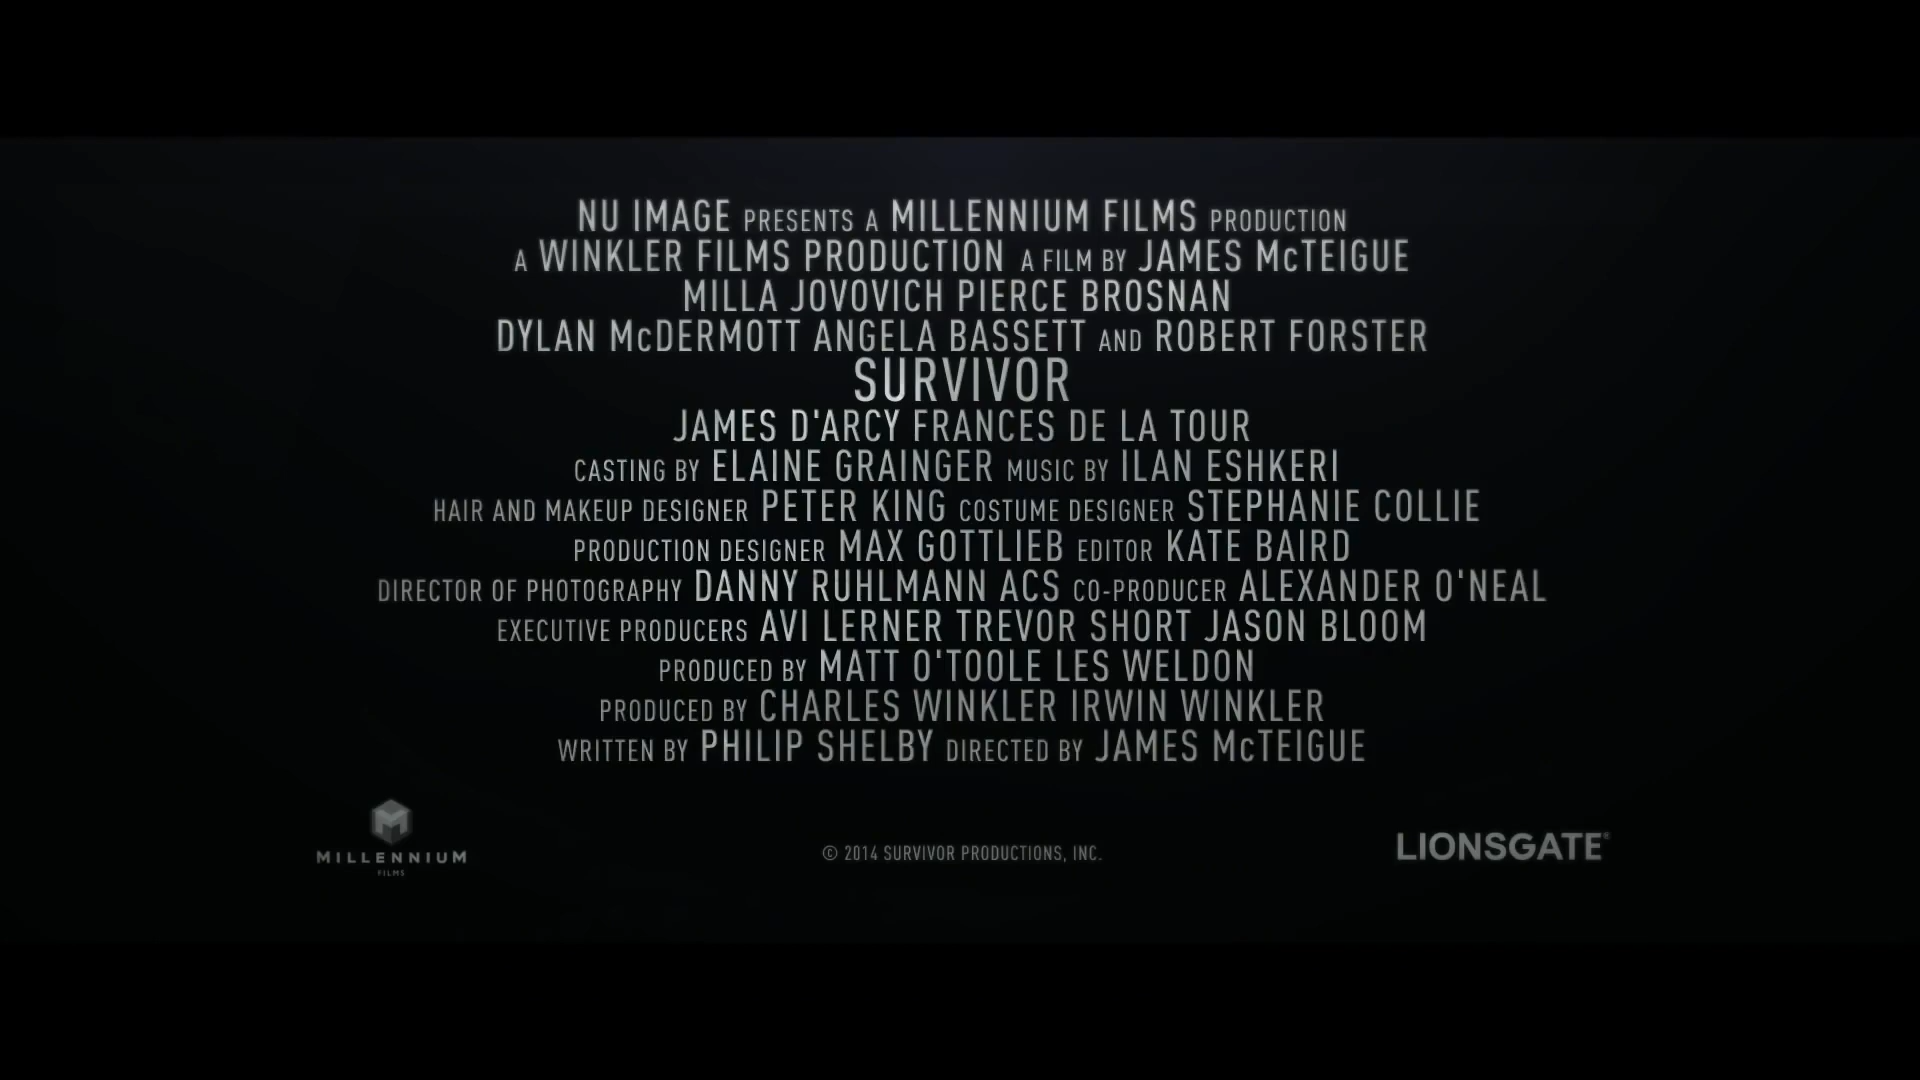 NU IMAGE PRESENTS A MILLENNIUM FILMS PRODUCTION
A WINKLER FILMS PRODUCTION A FILM BY JAMES McTEIGUE
MILLA JOVOVICH PIERCE BROSNAN
DYLAN McDERMOTT ANGELA BASSETT AND ROBERT FORSTER
SURVIVOR
JAMES D'ARCY FRANCES DE LA TOUR
CASTING BY ELAINE GRAINGER MUSIC BY ILAN ESHKERI
HAIR AND MAKEUP DESIGNER PETER KING COSTUME DESIGNER STEPHANIE COLLIE
PRODUCTION DESIGNER MAX GOTTLIEB EDITOR KATE BAIRD
DIRECTOR OF PHOTOGRAPHY DANNY RUHLMANN ACS CO-PRODUCER ALEXANDER O'NEAL
EXECUTIVE PRODUCERS AVI LERNER TREVOR SHORT JASON BLOOM
PRODUCED BY MATT O'TOOLE LES WELDON
PRODUCED BY CHARLES WINKLER IRWIN WINKLER
WRITTEN BY PHILIP SHELBY DIRECTED BY JAMES McTEIGUE
MILLENNIUM
FILMS
© 2014 SURVIVOR PRODUCTIONS, INC.
LIONSGATE®